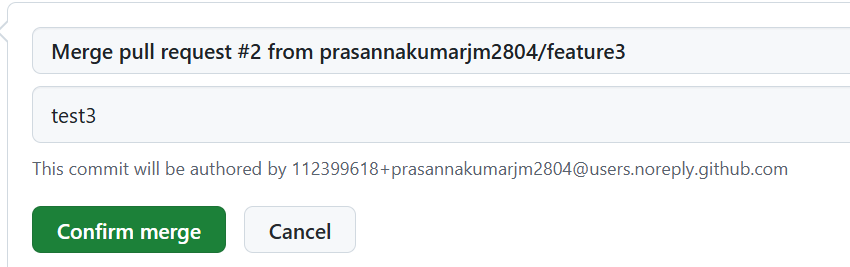 Merge pull request #2 from prasannakumarjm2804/feature3
test3
This commit will be authored by 112399618+prasannakumarjm2804@users.noreply.github.com
Confirm merge
Cancel